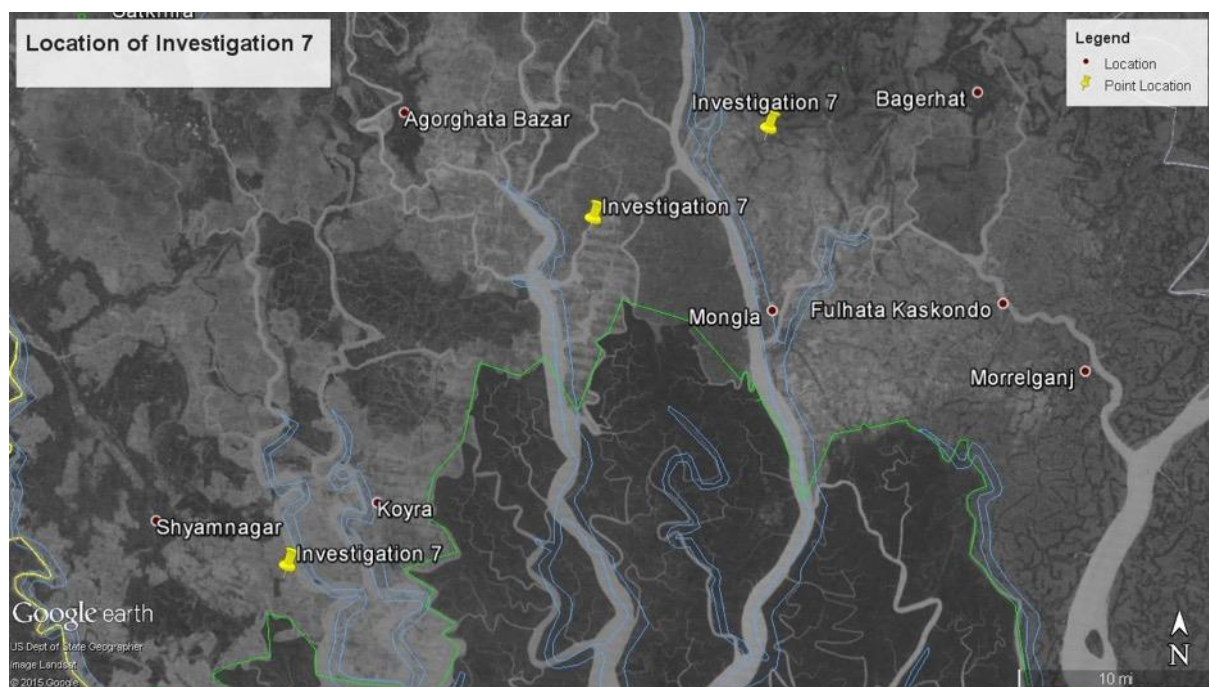 Satkhira
Location of Investigation 7
Legend
Location
Point Location
Investigation 7
Bagerhat
Agorghata Bazar
Investigation 7
Mongla
Fulhata Kaskondo
Morrelganj
Koyra
Shyamnagar
Investigation 7
Google earth
US Dept of State Geographer
Image Landsat
© 2015 Google
N
10 mi